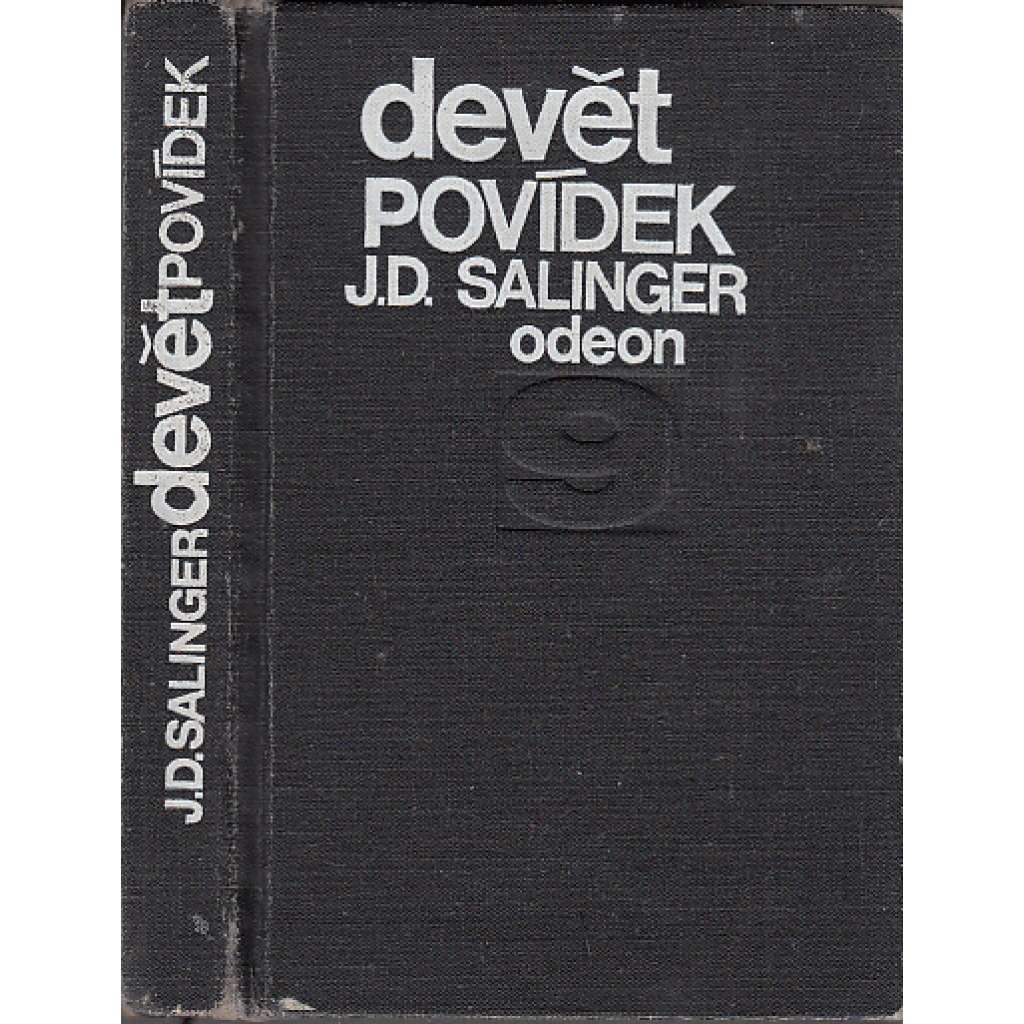 devět
POVÍDEK
J.D. SALINGER
odeon
9
J.D.SALINGER devět POVÍDEK